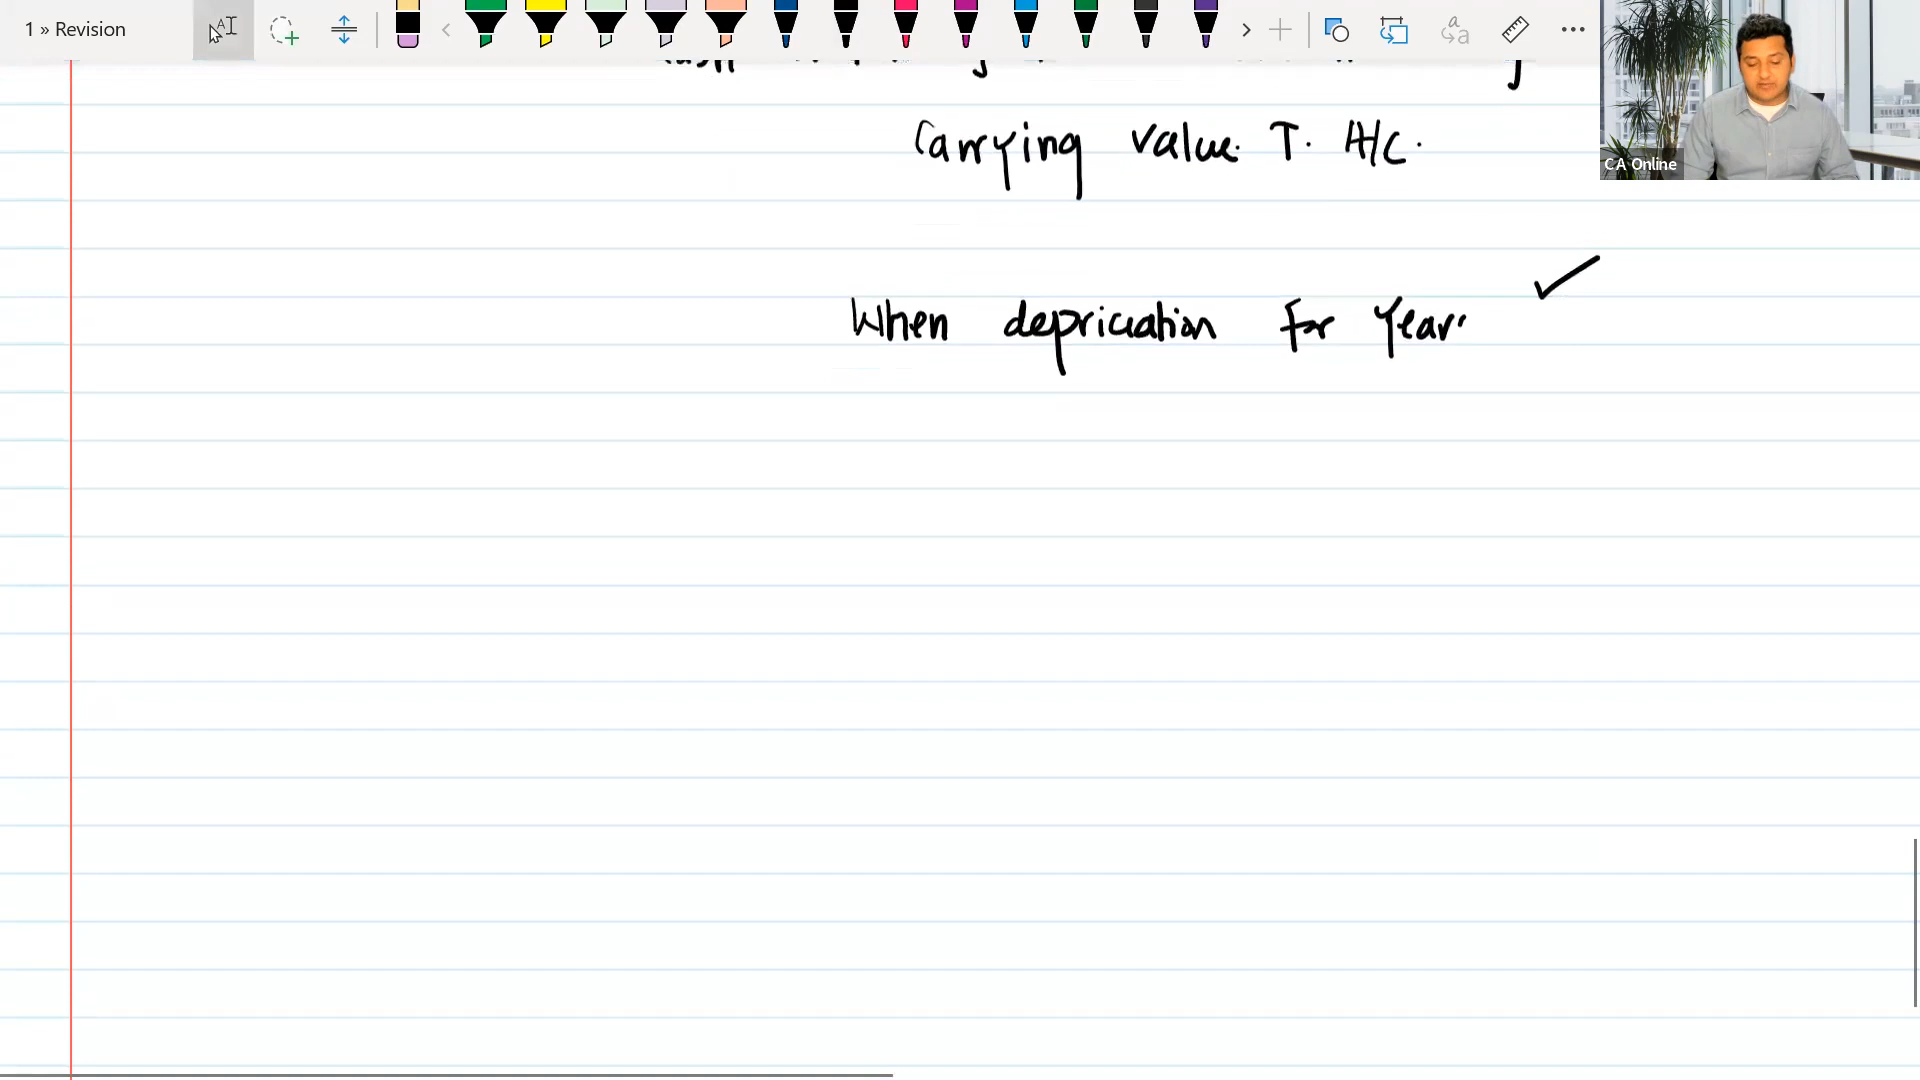 1 » Revision
Carrying value. T. A/C.
CA Online
When depriciation for Year